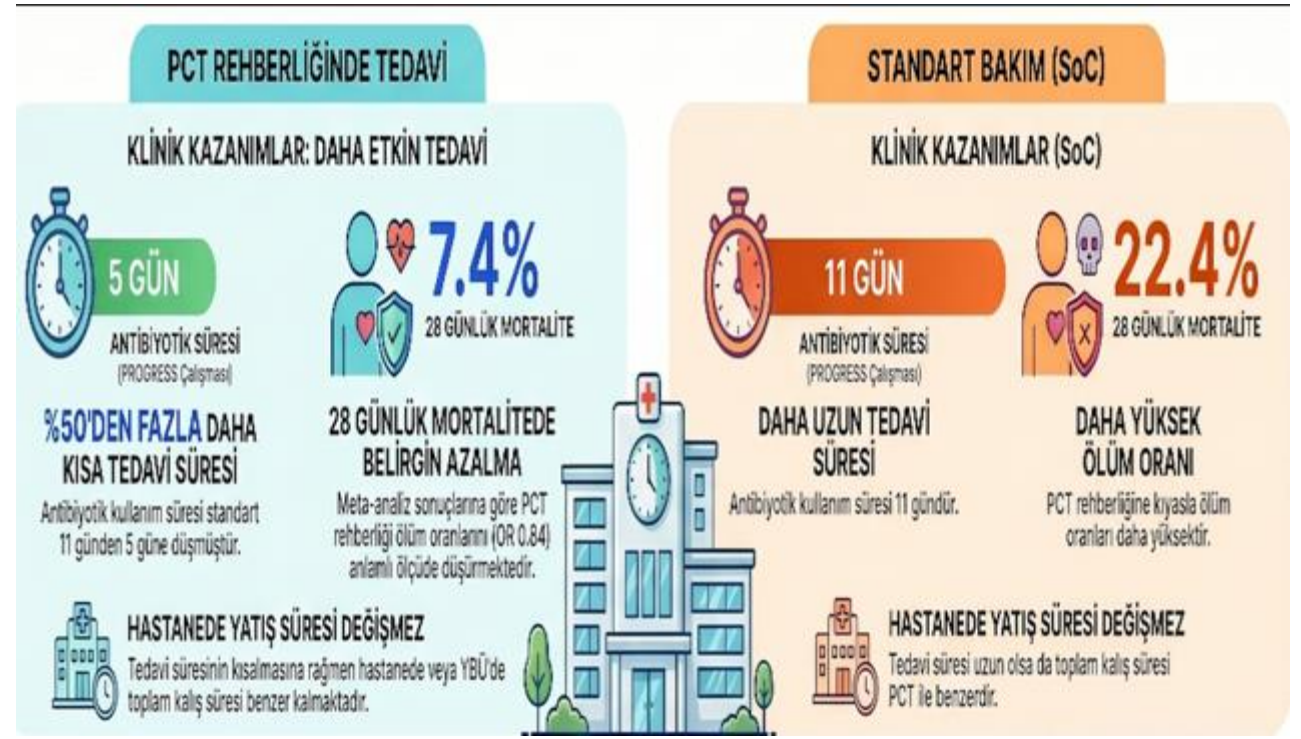 PCT REHBERLİĞİNDE TEDAVİ
KLİNİK KAZANIMLAR: DAHA ETKİN TEDAVİ
5 GÜN
ANTİBİYOTİK SÜRESİ
(PROGRESS Çalışması)
%50'DEN FAZLA DAHA
KISA TEDAVİ SÜRESİ
Antibiyotik kullanım süresi standart
11 günden 5 güne düşmüştür.
7.4%
28 GÜNLÜK MORTALİTE
28 GÜNLÜK MORTALİTEDE
BELİRGİN AZALMA
Meta-analiz sonuçlarına göre PCT
rehberliği ölüm oranlarını (OR 0.84)
anlamlı ölçüde düşürmektedir.
HASTANEDE YATIŞ SÜRESİ DEĞİŞMEZ
Tedavi süresinin kısalmasına rağmen hastanede veya YBÜ'de
toplam kalış süresi benzer kalmaktadır.
STANDART BAKIM (SoC)
KLİNİK KAZANIMLAR (SoC)
11 GÜN
ANTİBİYOTİK SÜRESİ
(PROGRESS Çalışması)
DAHA UZUN TEDAVİ
SÜRESİ
Antibiyotik kullanım süresi 11 gündür.
22.4%
28 GÜNLÜK MORTALİTE
DAHA YÜKSEK
ÖLÜM ORANI
PCT rehberliğine kıyasla ölüm
oranları daha yüksektir.
HASTANEDE YATIŞ SÜRESİ DEĞİŞMEZ
Tedavi süresi uzun olsa da toplam kalış süresi
PCT ile benzerdir.